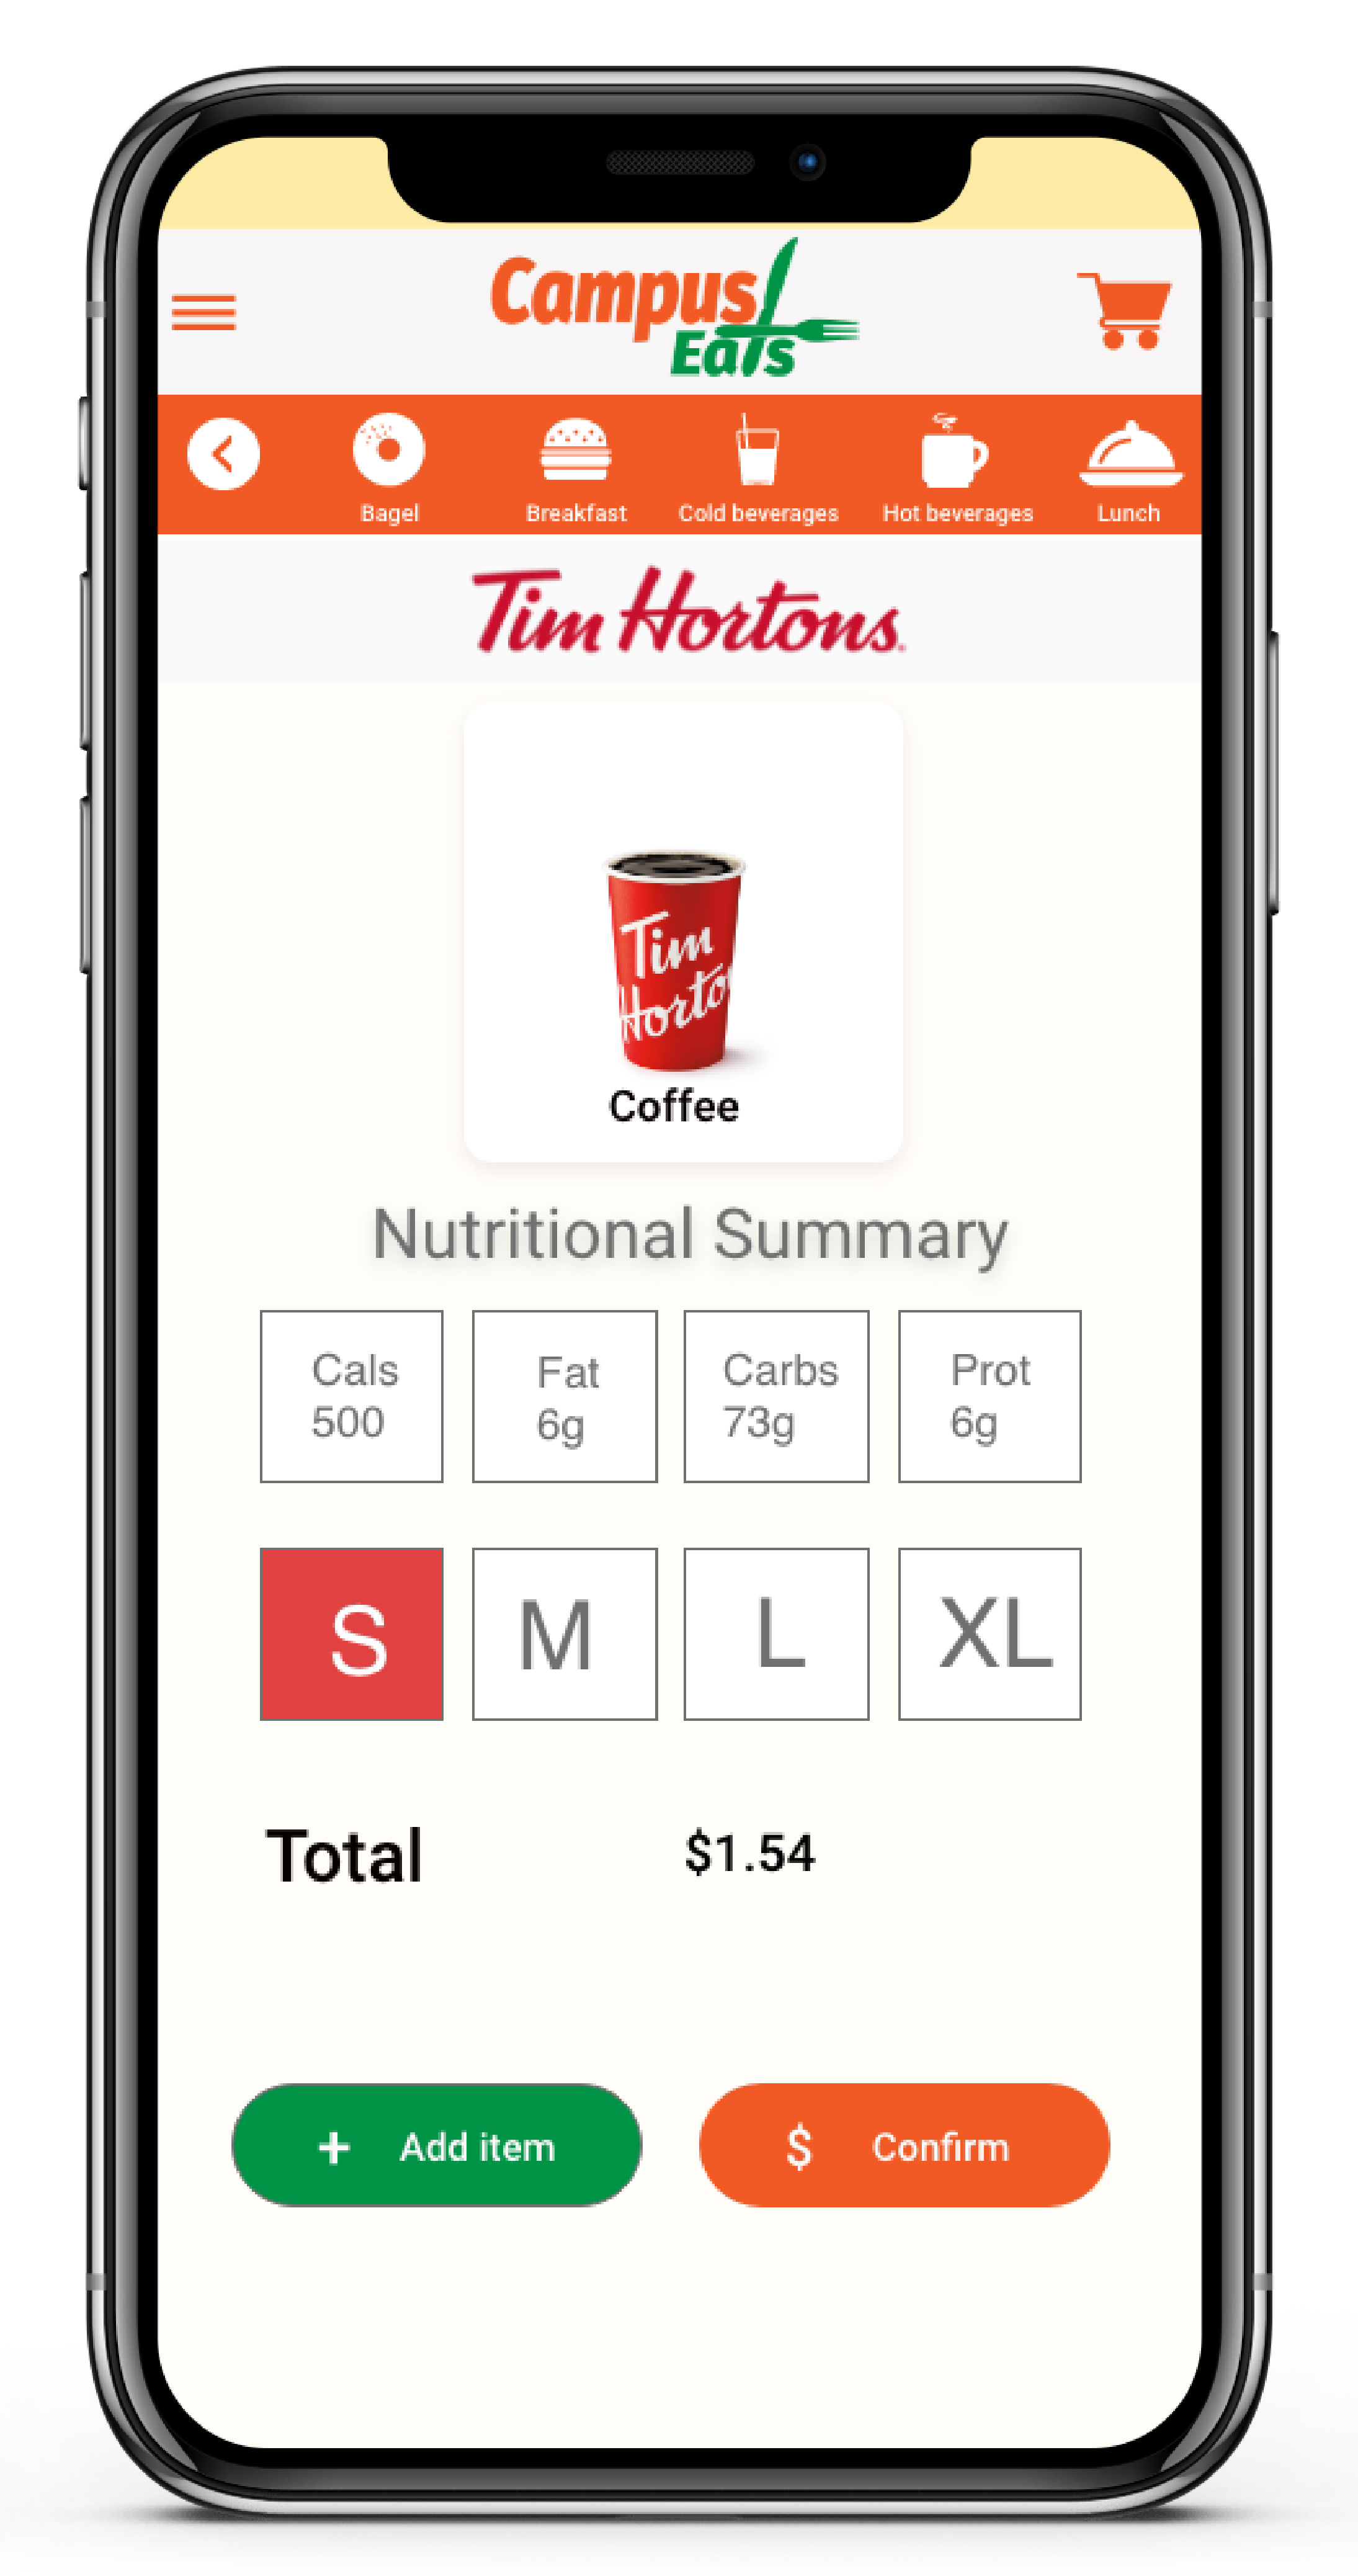 Campus
Eats
Bagel
Breakfast
Cold beverages
Hot beverages
Lunch
Tim Hortons
Tim
Horto
Coffee
Nutritional Summary
Cals
500
Fat
6g
Carbs
73g
Prot
6g
S
M
L
XL
Total
$1.54
+ Add item
$ Confirm